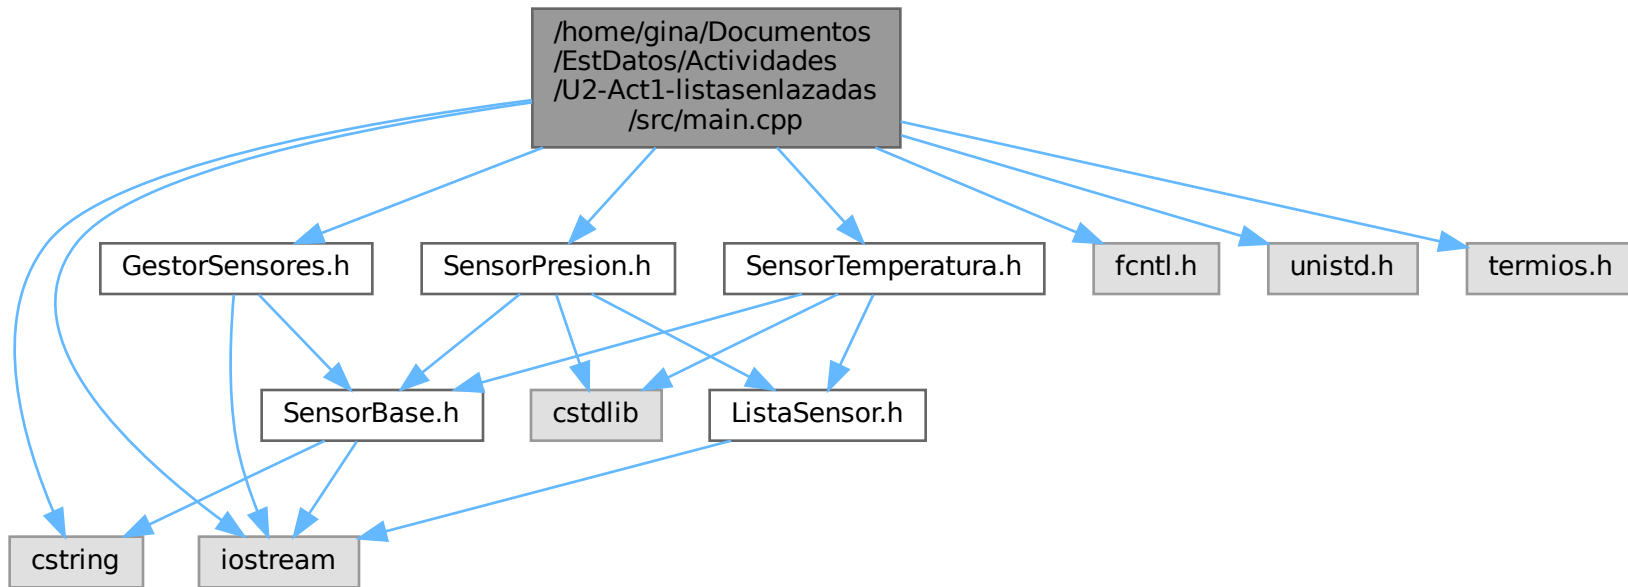 /home/gina/Documentos
/EstDatos/Actividades
/U2-Act1-listasenlazadas
/src/main.cpp
GestorSensores.h
SensorPresion.h
SensorTemperatura.h
fcntl.h
unistd.h
termios.h
SensorBase.h
cstdlib
ListaSensor.h
cstring
iostream